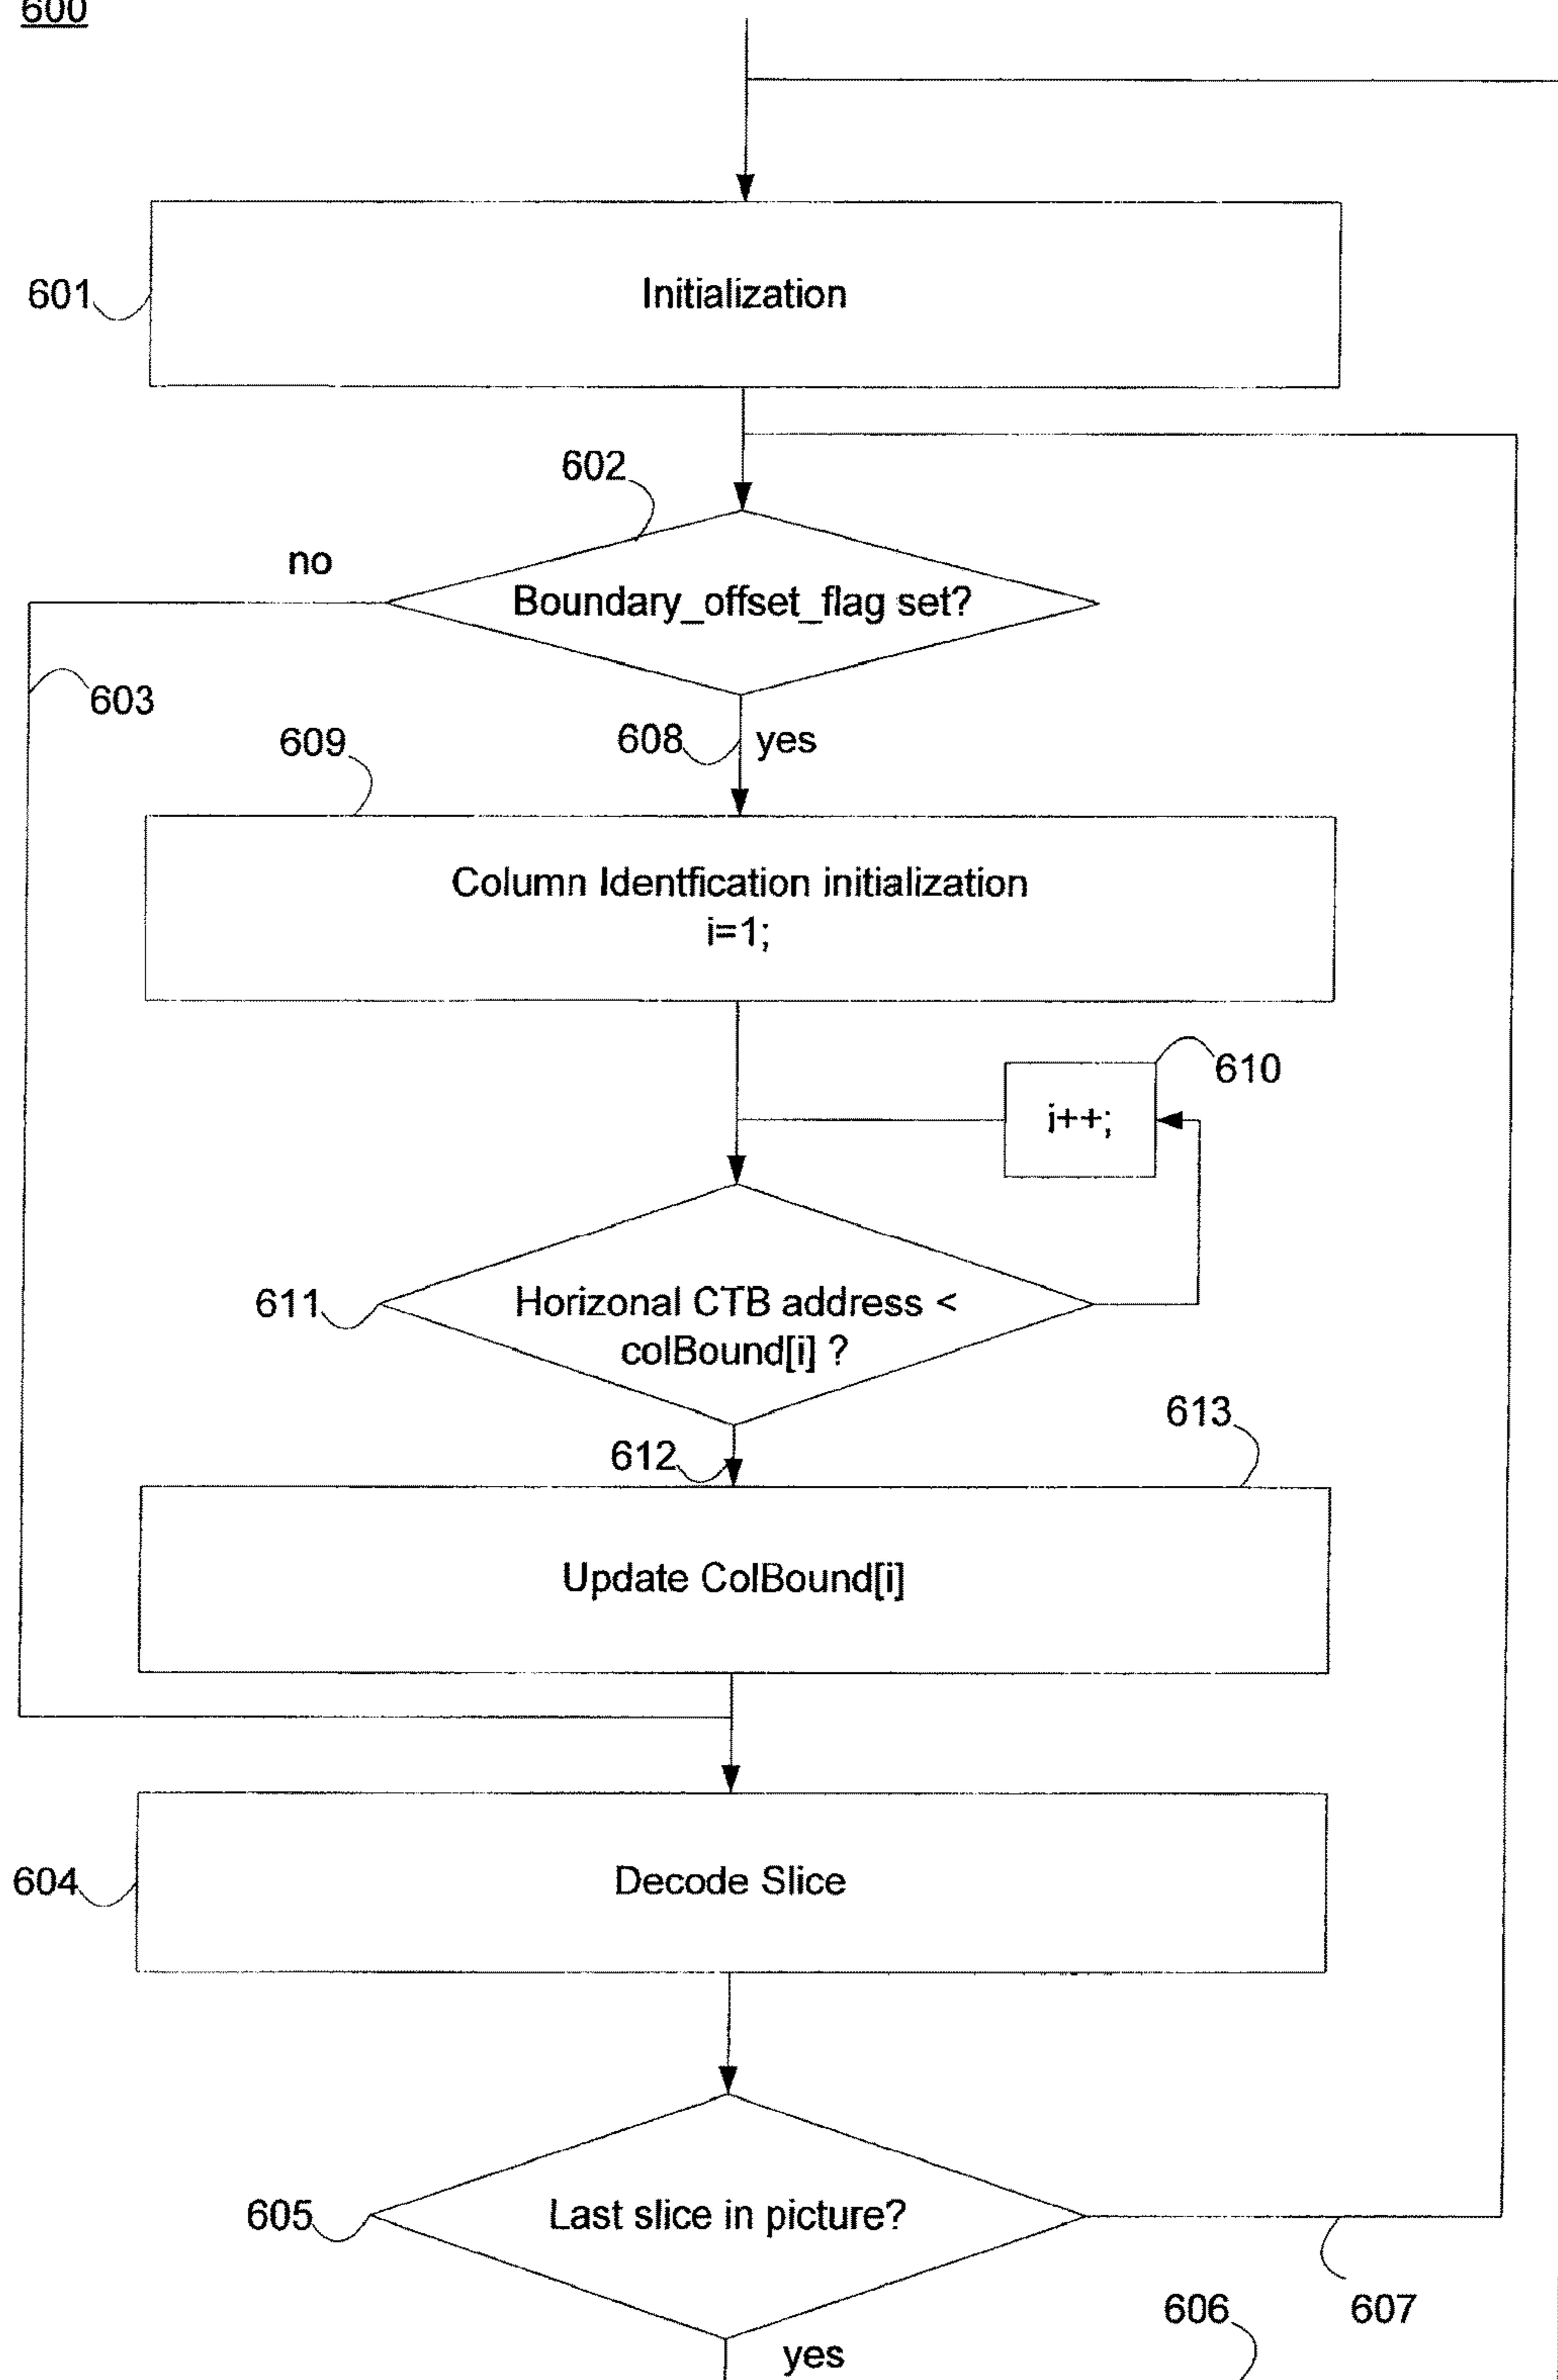 600
601
Initialization
602
no
Boundary_offset_flag set?
603
608
yes
609
Column Identfication initialization
i=1;
610
i++;
611
Horizonal CTB address <
colBound[i] ?
612
613
Update ColBound[i]
604
Decode Slice
605
Last slice in picture?
606
607
yes